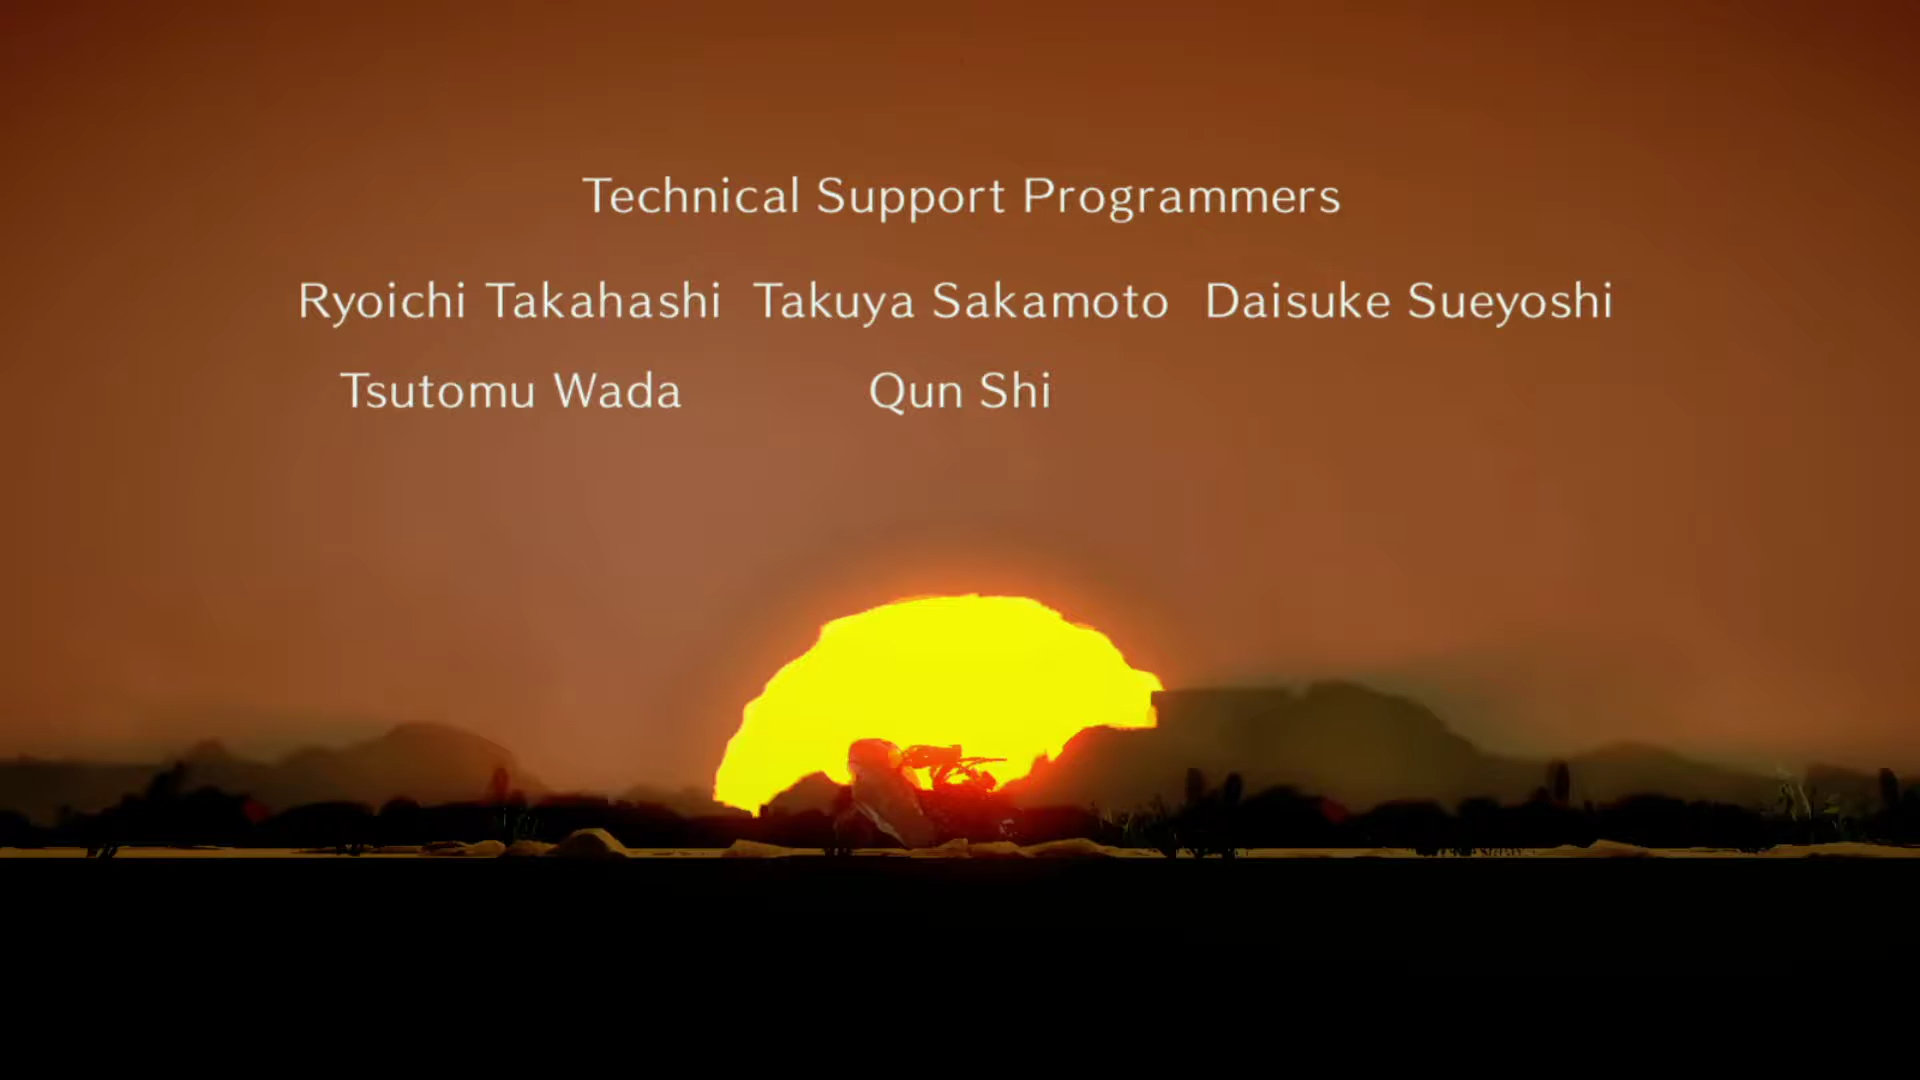 Technical Support Programmers
Ryoichi Takahashi Takuya Sakamoto Daisuke Sueyoshi
Tsutomu Wada Qun Shi